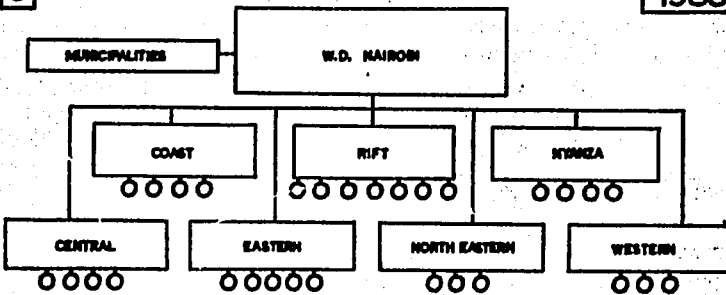 MUNICIPALITIES
W.D. NAIROBI
COAST
RIFT
NYANZA
CENTRAL
EASTERN
NORTH EASTERN
WESTERN